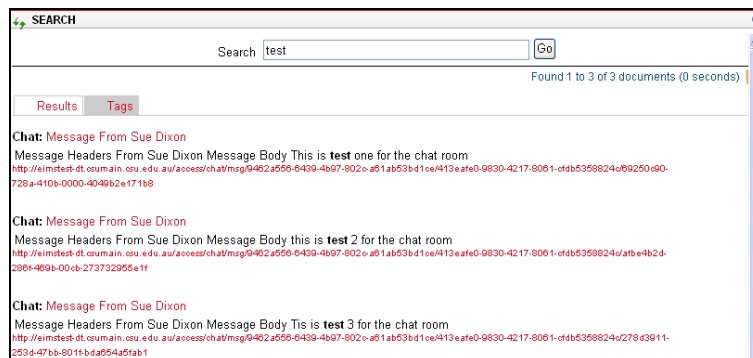 SEARCH
Search test Go
Found 1 to 3 of 3 documents (0 seconds)
Results Tags
Chat: Message From Sue Dixon
Message Headers From Sue Dixon Message Body This is test one for the chat room
http://eimstest-dt.csumain.csu.edu.au/access/chat/msg/9462a556-6439-4b97-802c-a61ab53bd1ce/413eafe0-9830-4217-8061-cfdb5358824c/69250c90-
728a-410b-0000-4049b2e171b8
Chat: Message From Sue Dixon
Message Headers From Sue Dixon Message Body this is test 2 for the chat room
http://eimstest-dt.csumain.csu.edu.au/access/chat/msg/9462a556-6439-4b97-802c-a61ab53bd1ce/413eafe0-9830-4217-8061-cfdb5358824c/afbe4b2d-
286f-469b-00cb-273732955e1f
Chat: Message From Sue Dixon
Message Headers From Sue Dixon Message Body Tis is test 3 for the chat room
http://eimstest-dt.csumain.csu.edu.au/access/chat/msg/9462a556-6439-4b97-802c-a61ab53bd1ce/413eafe0-9830-4217-8061-cfdb5358824c/278d3911-
253d-47bb-801f-bda654a5fab1